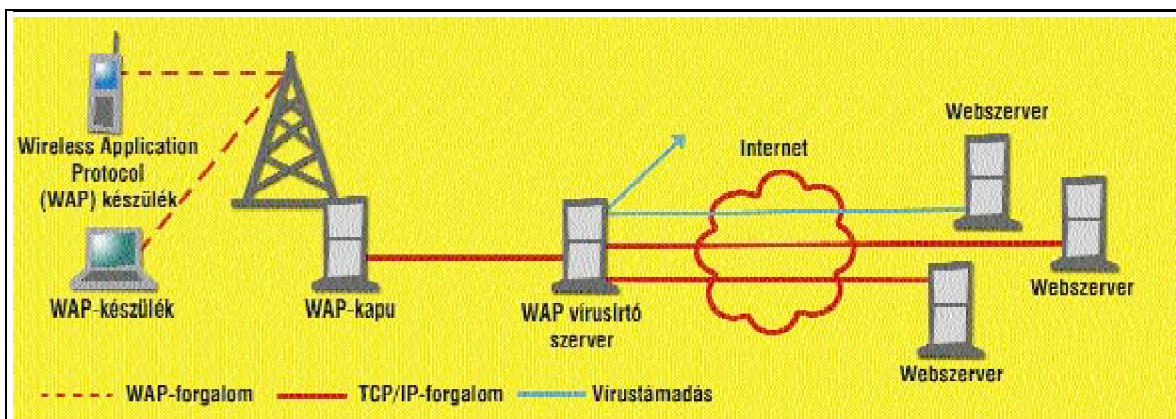 Wireless Application
Protocol
(WAP) készülék
WAP-készülék
WAP-kapu
WAP vírusirtó
szerver
Internet
Webszerver
Webszerver
Webszerver
WAP-forgalom
TCP/IP-forgalom
Vírustámadás